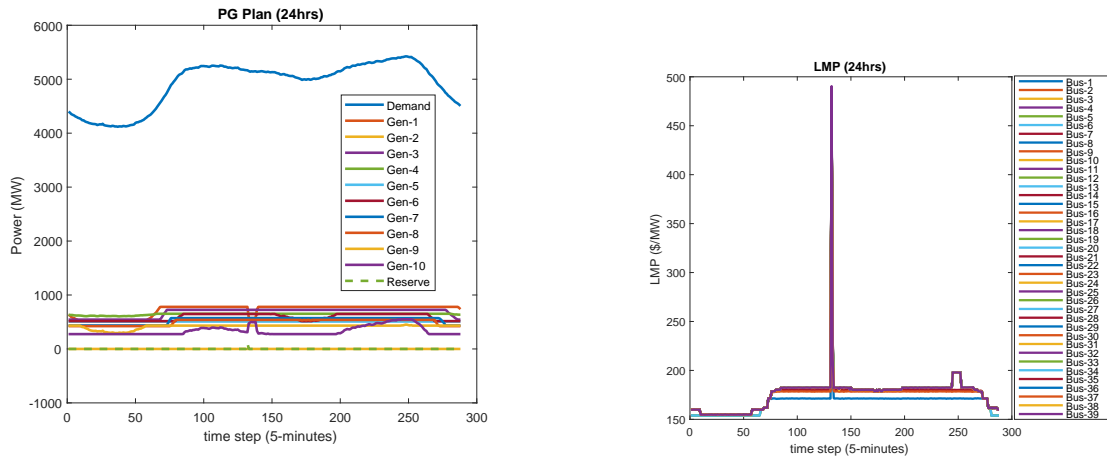 PG Plan (24hrs)
6000
5000
4000
3000
2000
1000
0
-1000
Power (MW)
0 50 100 150 200 250 300
time step (5-minutes)
Demand
Gen-1
Gen-2
Gen-3
Gen-4
Gen-5
Gen-6
Gen-7
Gen-8
Gen-9
Gen-10
Reserve
LMP (24hrs)
500
450
400
350
300
250
200
150
LMP ($/MW)
0 50 100 150 200 250 300
time step (5-minutes)
Bus-1
Bus-2
Bus-3
Bus-4
Bus-5
Bus-6
Bus-7
Bus-8
Bus-9
Bus-10
Bus-11
Bus-12
Bus-13
Bus-14
Bus-15
Bus-16
Bus-17
Bus-18
Bus-19
Bus-20
Bus-21
Bus-22
Bus-23
Bus-24
Bus-25
Bus-26
Bus-27
Bus-28
Bus-29
Bus-30
Bus-31
Bus-32
Bus-33
Bus-34
Bus-35
Bus-36
Bus-37
Bus-38
Bus-39